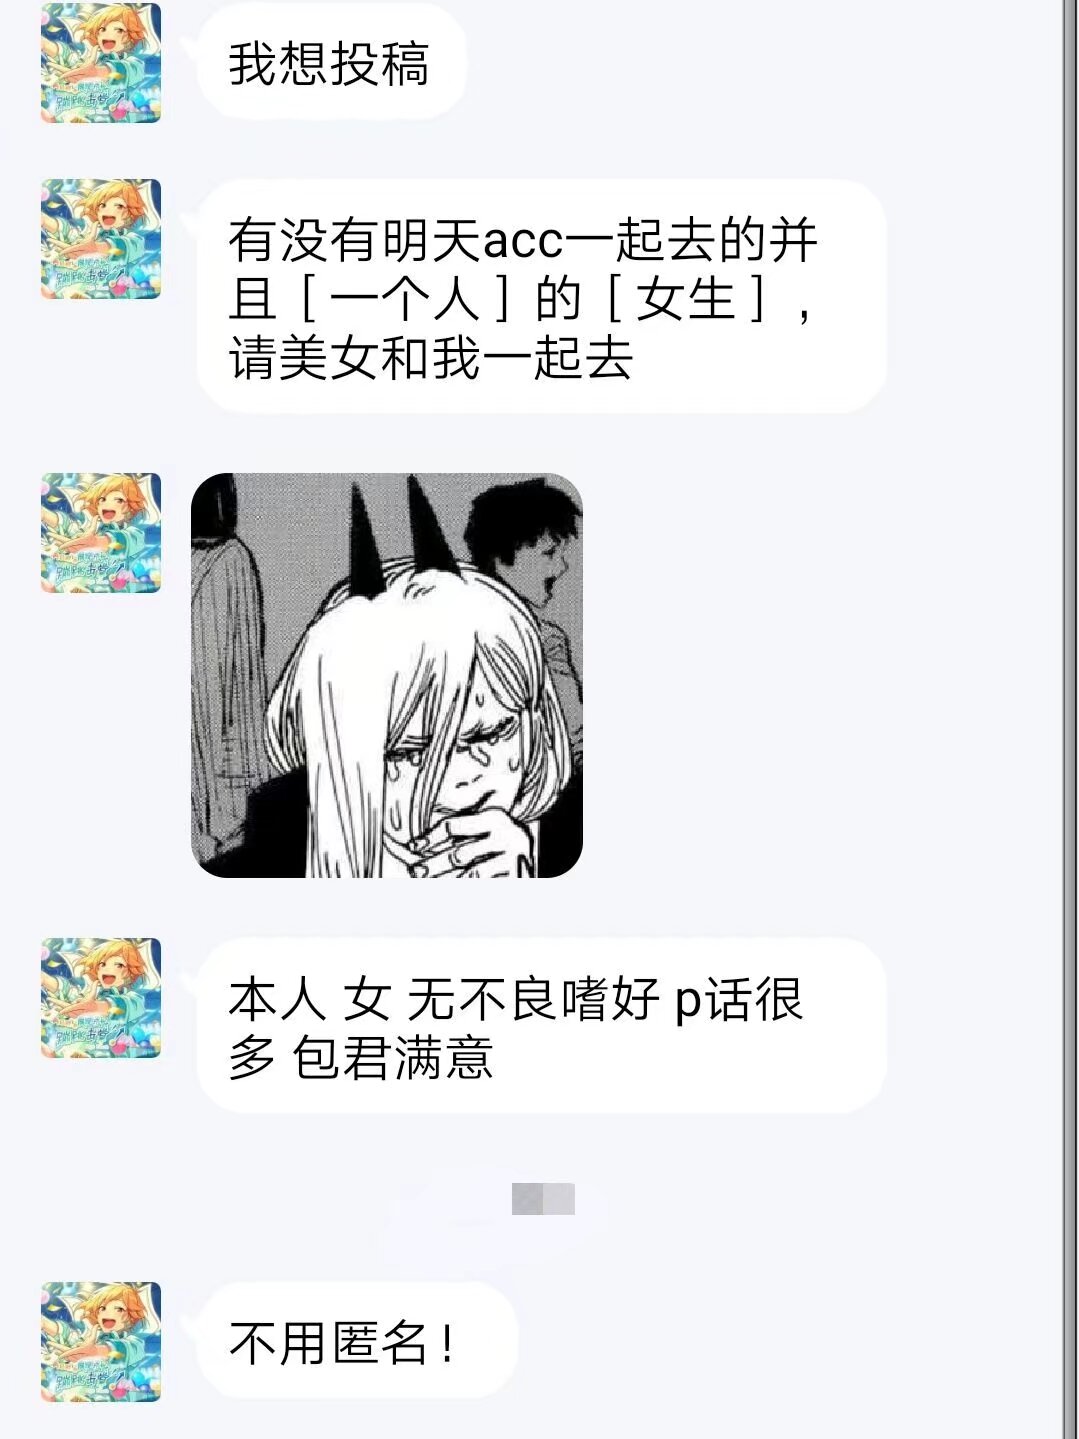 我想投稿
有没有明天acc一起去的并
且［一个人］的［女生］，
请美女和我一起去
本人 女 无不良嗜好 p话很
多 包君满意
不用匿名！